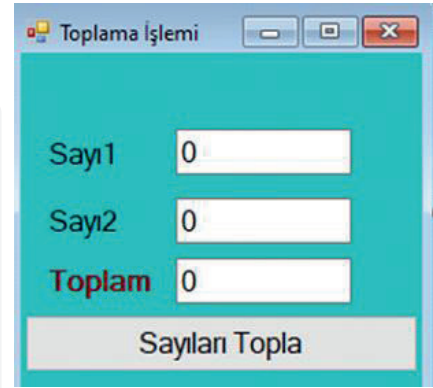 Toplama İşlemi
Sayı1 0
Sayı2 0
Toplam 0
Sayıları Topla